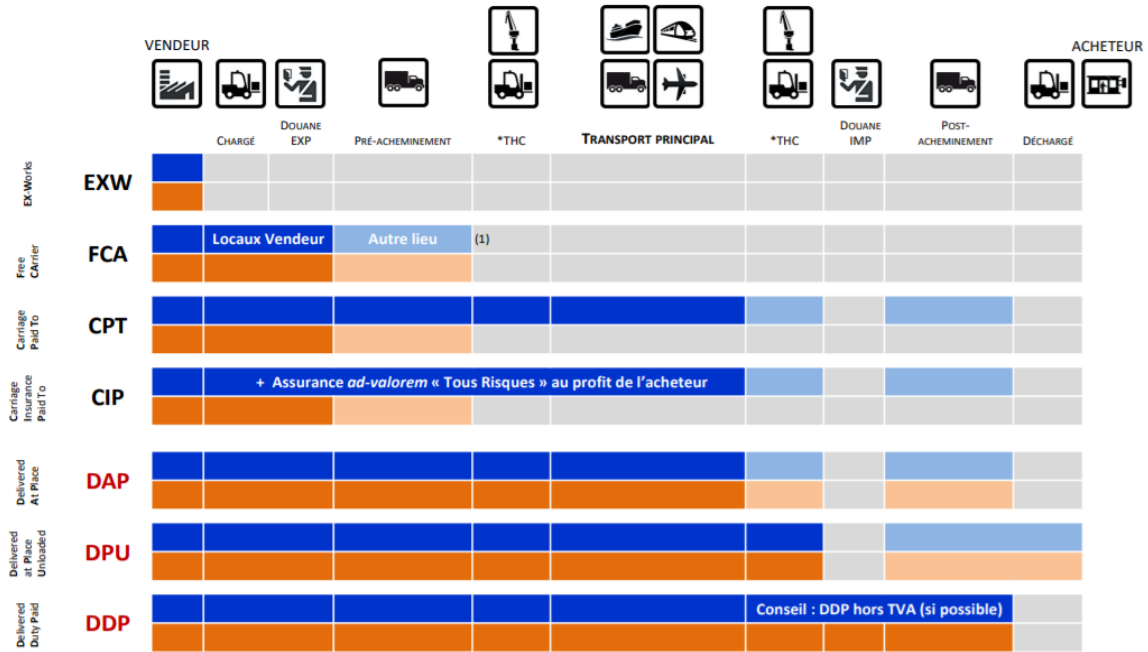 VENDEUR
ACHETEUR
CHARGÉ
DOUANE
EXP
PRÉ-ACHEMINEMENT
*THC
TRANSPORT PRINCIPAL
*THC
DOUANE
IMP
POST-
ACHEMINEMENT
DÉCHARGÉ
EX-Works
EXW
Free
CArrier
FCA
Locaux Vendeur
Autre lieu
(1)
Carriage
Paid To
CPT
Carriage
Insurance
Paid To
CIP
+ Assurance ad-valorem « Tous Risques » au profit de l'acheteur
Delivered
At Place
DAP
Delivered
at Place
Unloaded
DPU
Delivered
Duty Paid
DDP
Conseil : DDP hors TVA (si possible)